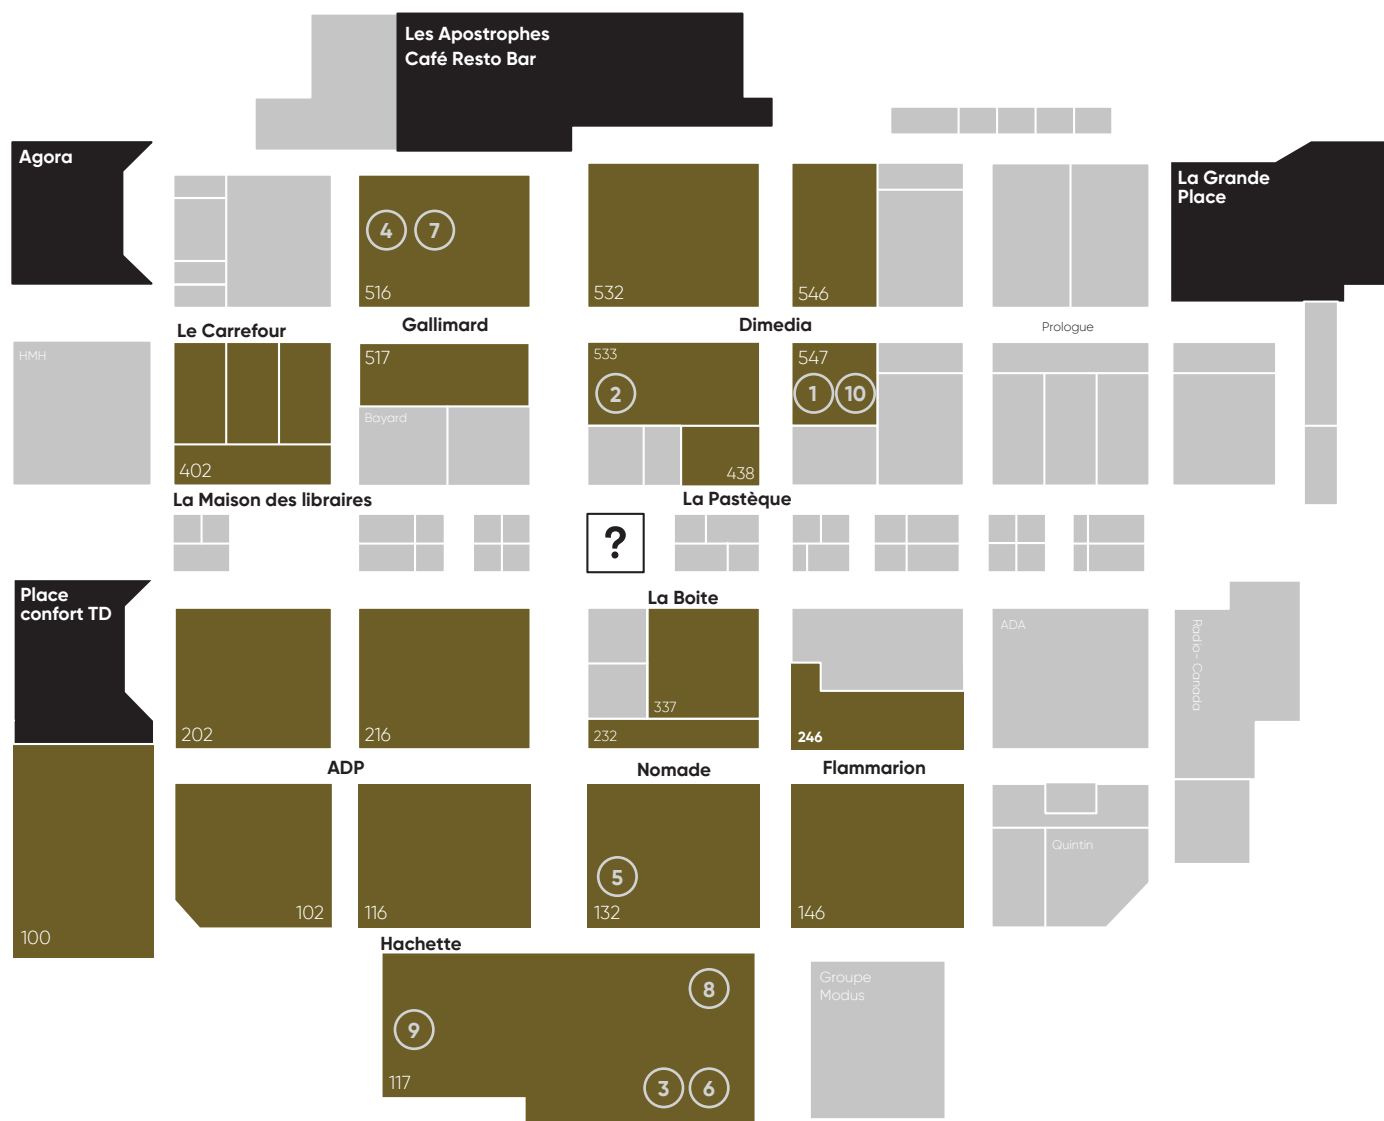 Les Apostrophes
Café Resto Bar
Agora
La Grande
Place
4 7
516
532
546
Le Carrefour
Gallimard
Dimedia
Prologue
HMH
517
533
547
2
1 10
Bayard
402
438
La Maison des libraires
La Pastèque
?
Place
confort TD
La Boite
ADA
Radio-Canada
202
216
337
232
246
ADP
Nomade
Flammarion
Quintin
5
100
102
116
132
146
Hachette
8
Groupe
Modus
9
117
3 6